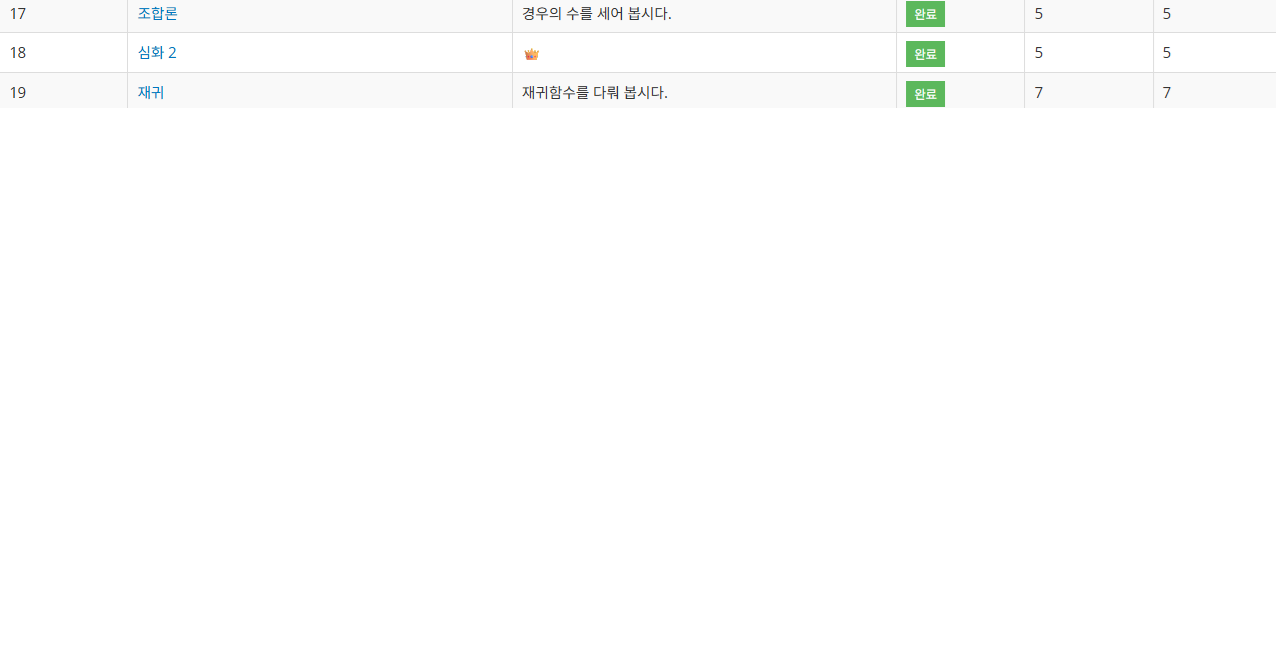 17 조합론 경우의 수를 세어 봅시다. 완료 5 5
18 심화 2 완료 5 5
19 재귀 재귀함수를 다뤄 봅시다. 완료 7 7